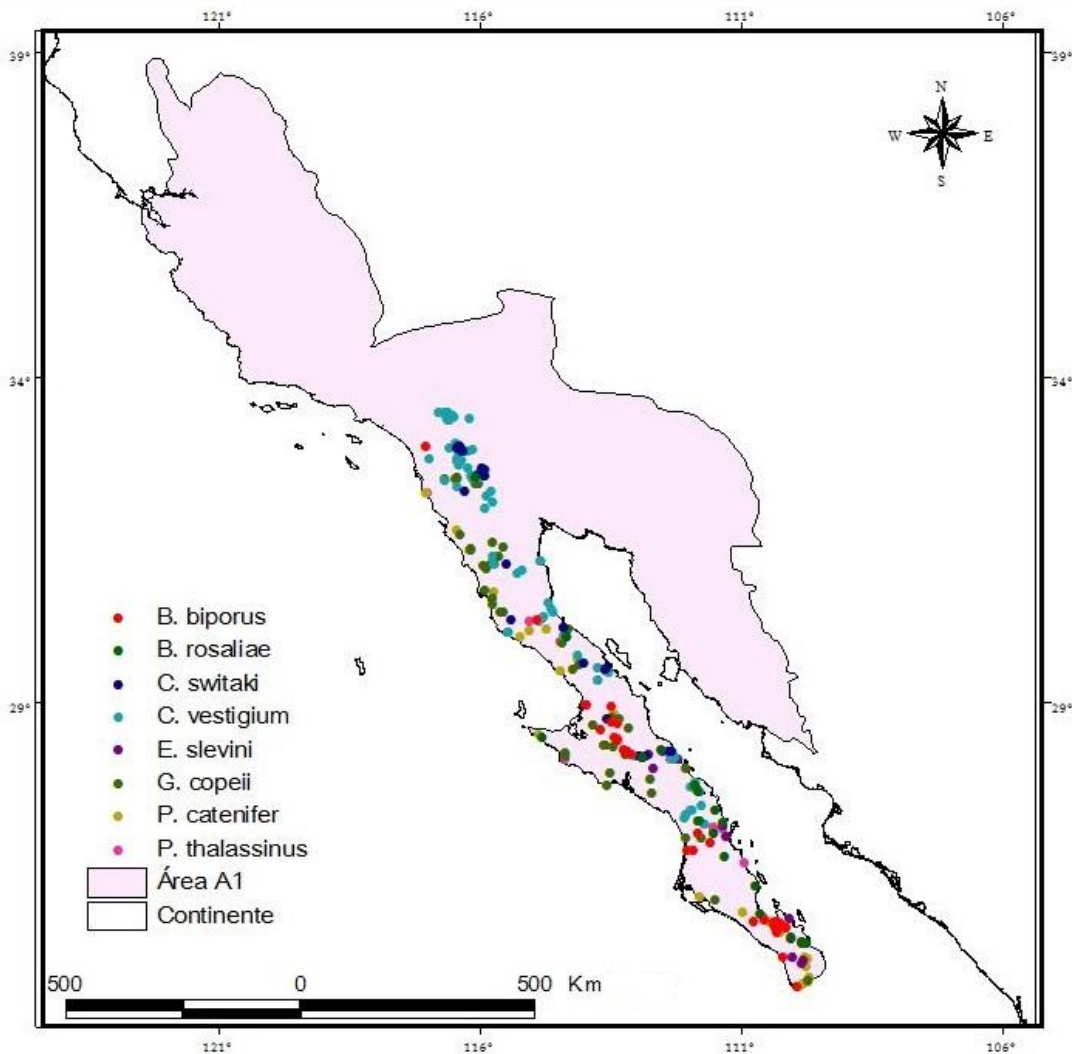 121° 116° 111° 106°
39° 39°
N
W E
S
34° 34°
B. biporus
B. rosaliae
C. switaki
C. vestigium
E. slevini
G. copeii
P. catenifer
P. thalassinus
Área A1
Continente
29° 29°
500 0 500 Km
121° 116° 111° 106°